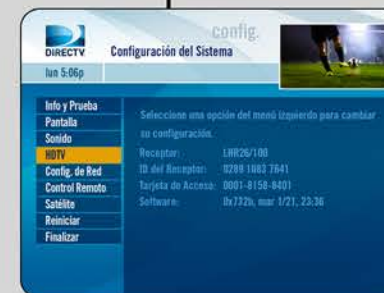 config.
DIRECTV
Configuración del Sistema
lun 5:06p
Info y Prueba
Pantalla
Sonido
HDTV
Config. de Red
Control Remoto
Satélite
Reiniciar
Finalizar
Seleccione una opción del menú izquierdo para cambiar
su configuración.
Receptor: LHR26/100
ID del Receptor: 0289 1083 7641
Tarjeta de Acceso: 0001-8158-8401
Software: 0x732b, mar 1/21, 23:36